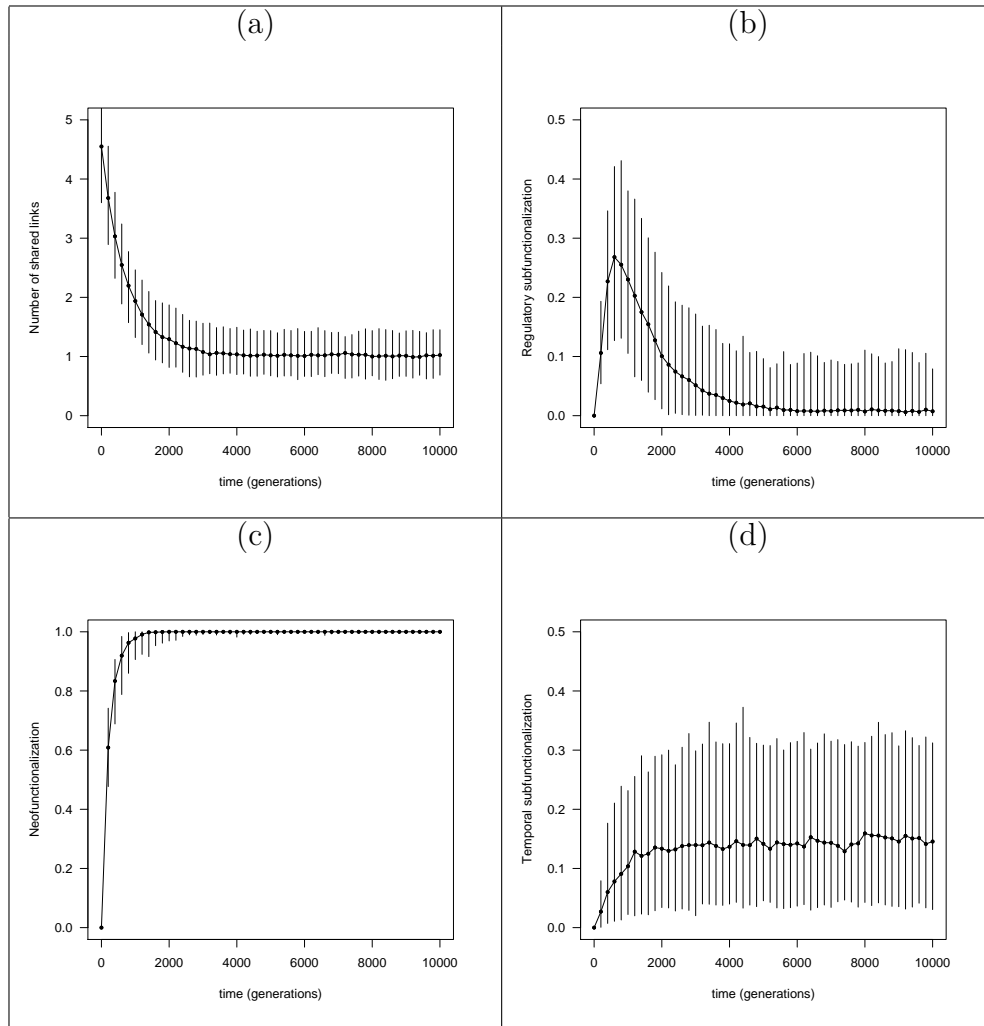 (a)
Number of shared links
5
4
3
2
1
0
0 2000 4000 6000 8000 10000
time (generations)
(b)
Regulatory subfunctionalization
0.5
0.4
0.3
0.2
0.1
0.0
0 2000 4000 6000 8000 10000
time (generations)
(c)
Neofunctionalization
1.0
0.8
0.6
0.4
0.2
0.0
0 2000 4000 6000 8000 10000
time (generations)
(d)
Temporal subfunctionalization
0.5
0.4
0.3
0.2
0.1
0.0
0 2000 4000 6000 8000 10000
time (generations)